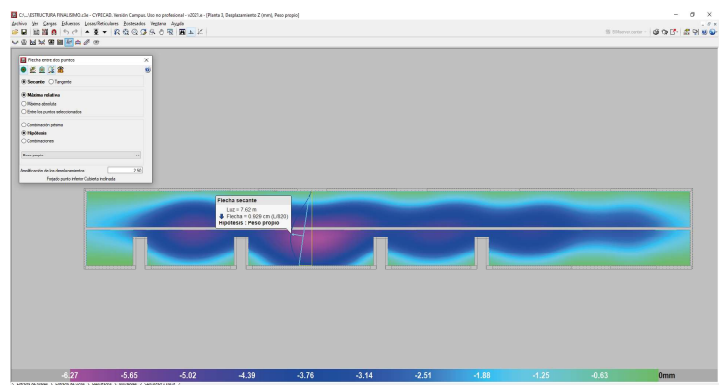 C:\...\ESTRUCTURA FINALISIMO.c3e - CYPECAD. Versión Campus. Uso no profesional - v2021.e - [Planta 3, Desplazamiento Z (mm), Peso propio]
Archivo Ver Cargas Esfuerzos Losas/Reticulares Postesados Ventana Ayuda
Flecha entre dos puntos
Secante Tangente
Máxima relativa
Máxima absoluta
Entre los puntos seleccionados
Combinación pésima
Hipótesis
Combinaciones
Peso propio
Amplificación de los desplazamientos
Forjado punto inferior Cubierta inclinada
Flecha secante
Luz = 7.62 m
Flecha = 0.929 cm (L/820)
Hipótesis : Peso propio
-6.27 -5.65 -5.02 -4.39 -3.76 -3.14 -2.51 -1.88 -1.25 -0.63 0mm